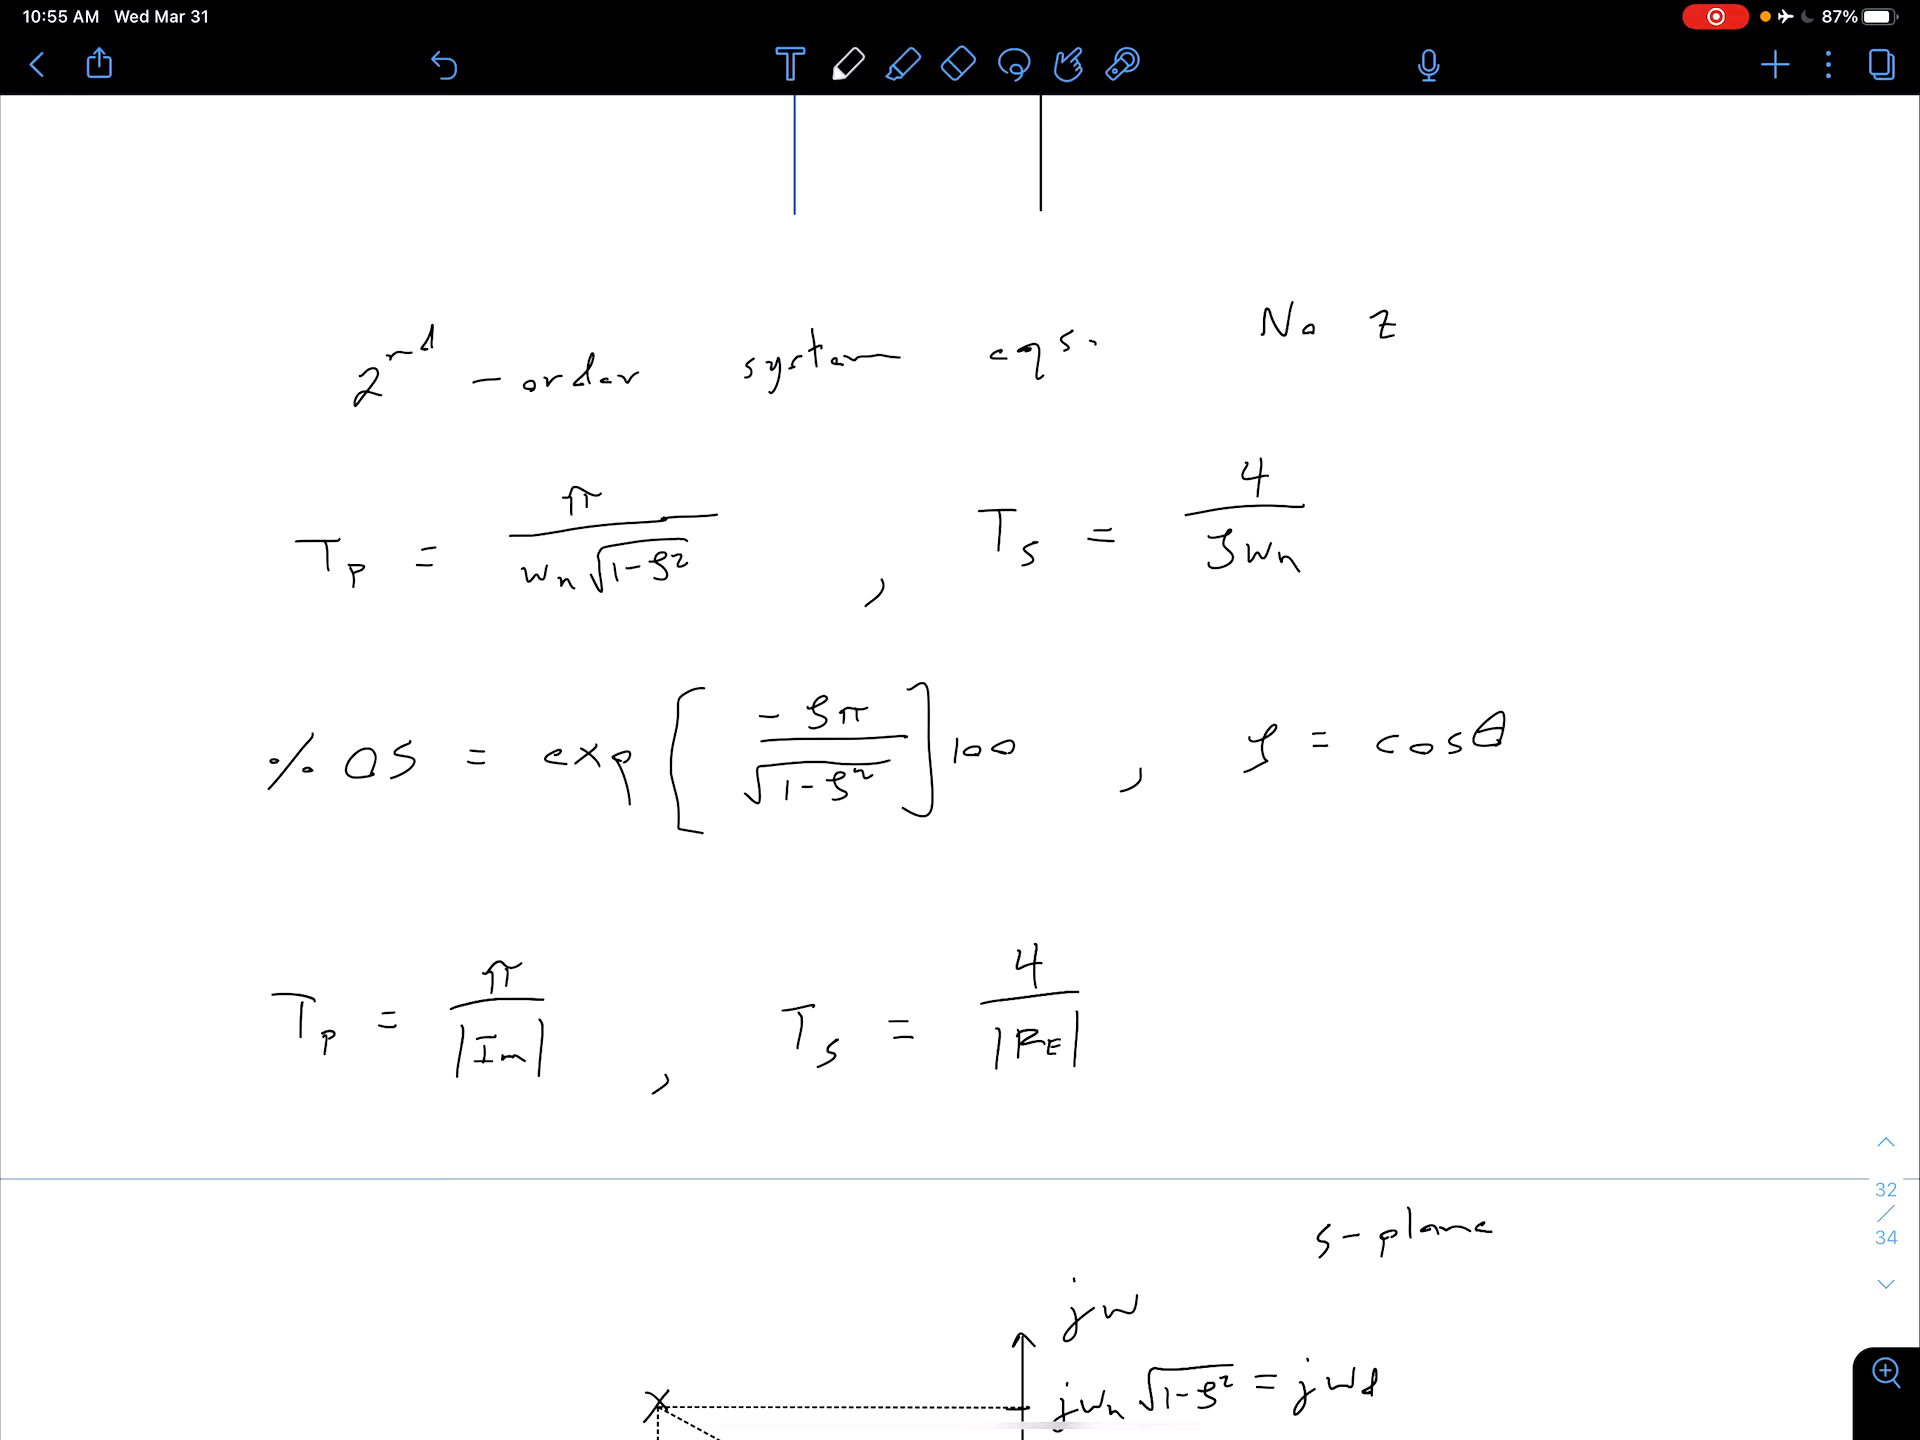 10:55 AM Wed Mar 31 87%
2nd-order system eqs. No z
Tp = π / (ωn √(1-ζ²)) , Ts = 4 / (ζωn)
% OS = exp [ -ζπ / √(1-ζ²) ] 100 , ζ = cosθ
Tp = π / |Im| , Ts = 4 / |RE|
32
/
34
s-plane
jω
jωn √(1-ζ²) = jωd